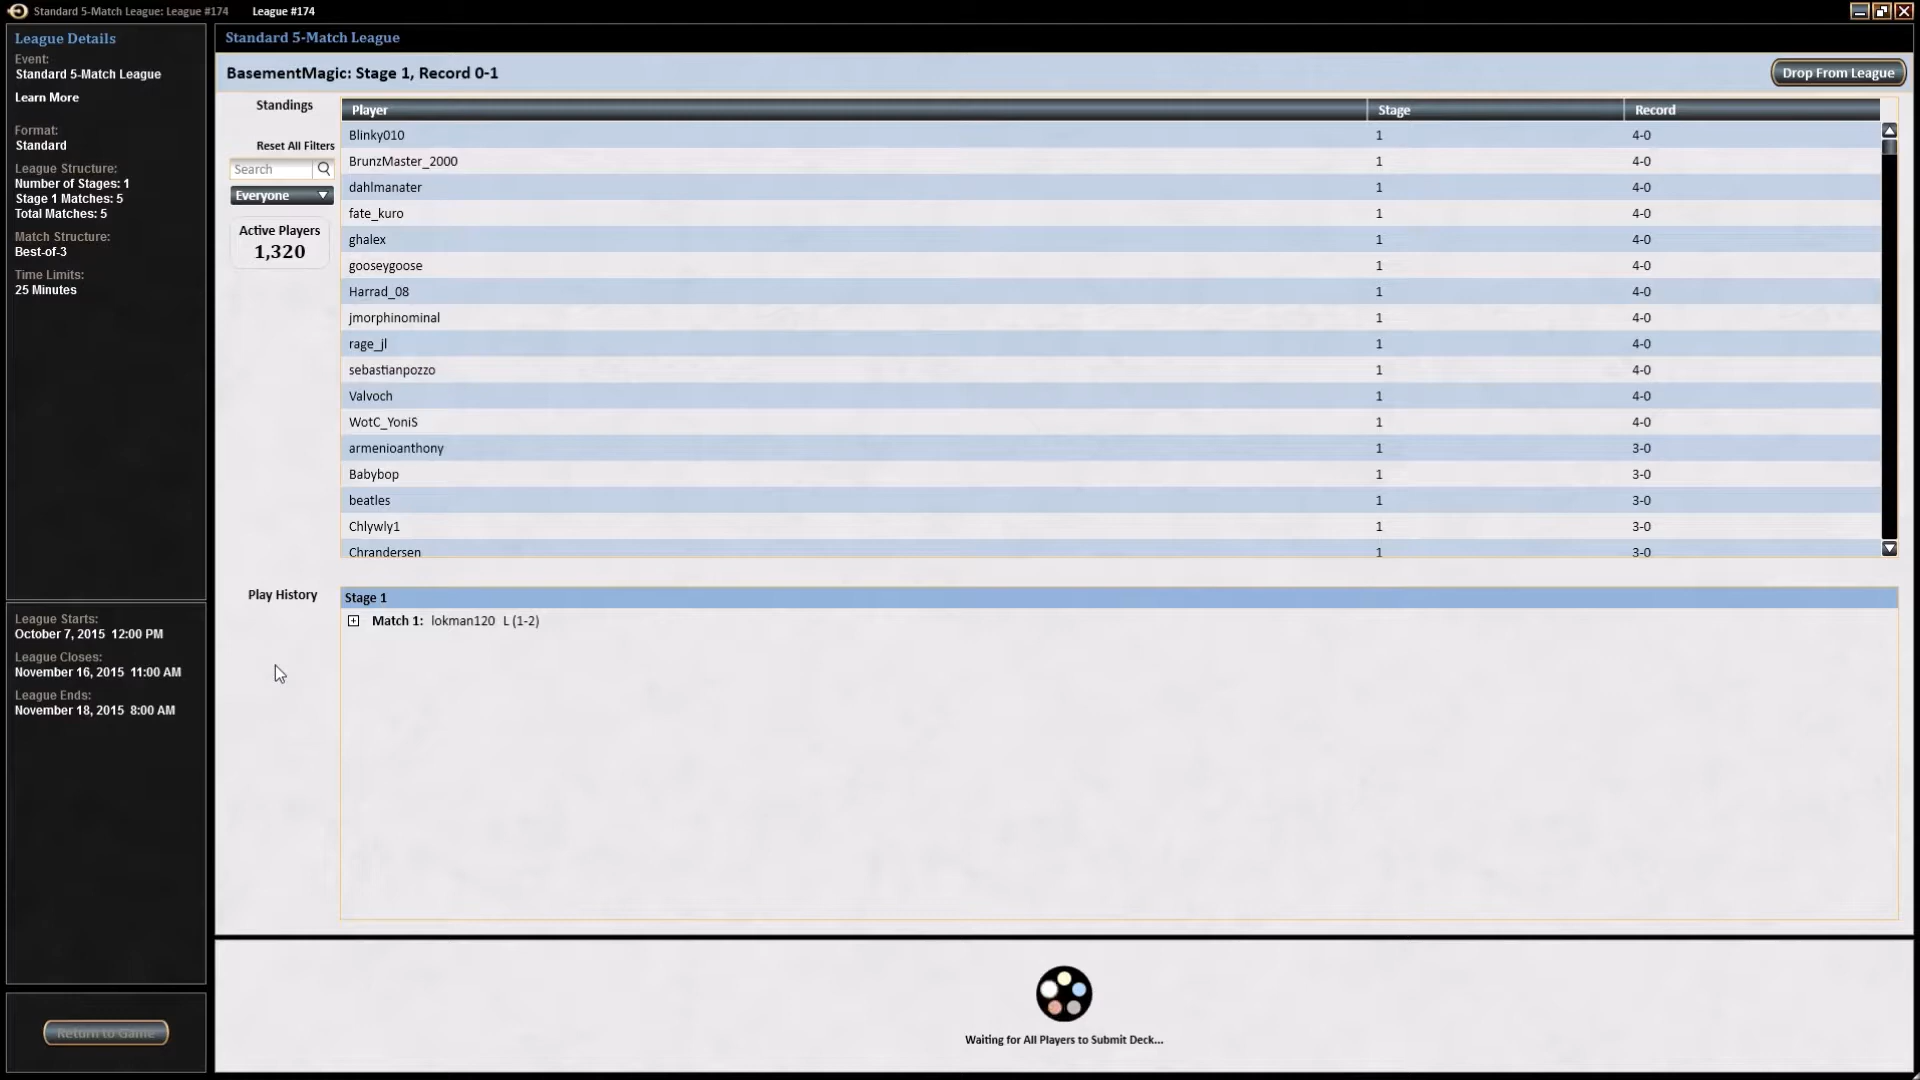 Standard 5-Match League: League #174
League #174
League Details
Event:
Standard 5-Match League
Learn More
Format:
Standard
League Structure:
Number of Stages: 1
Stage 1 Matches: 5
Total Matches: 5
Match Structure:
Best-of-3
Time Limits:
25 Minutes
League Starts:
October 7, 2015 12:00 PM
League Closes:
November 16, 2015 11:00 AM
League Ends:
November 18, 2015 8:00 AM
Return to Game
Standard 5-Match League
BasementMagic: Stage 1, Record 0-1
Drop From League
Standings
Reset All Filters
Search
Everyone
Active Players
1,320
Player Stage Record
Blinky010 1 4-0
BrunzMaster_2000 1 4-0
dahlmanater 1 4-0
fate_kuro 1 4-0
ghalex 1 4-0
gooseygoose 1 4-0
Harrad_08 1 4-0
jmorphinominal 1 4-0
rage_jl 1 4-0
sebastianpozzo 1 4-0
Valvoch 1 4-0
WotC_YoniS 1 4-0
armenioanthony 1 3-0
Babybop 1 3-0
beatles 1 3-0
Chlywly1 1 3-0
Chrandersen 1 3-0
Play History
Stage 1
Match 1: lokman120 L (1-2)
Waiting for All Players to Submit Deck...